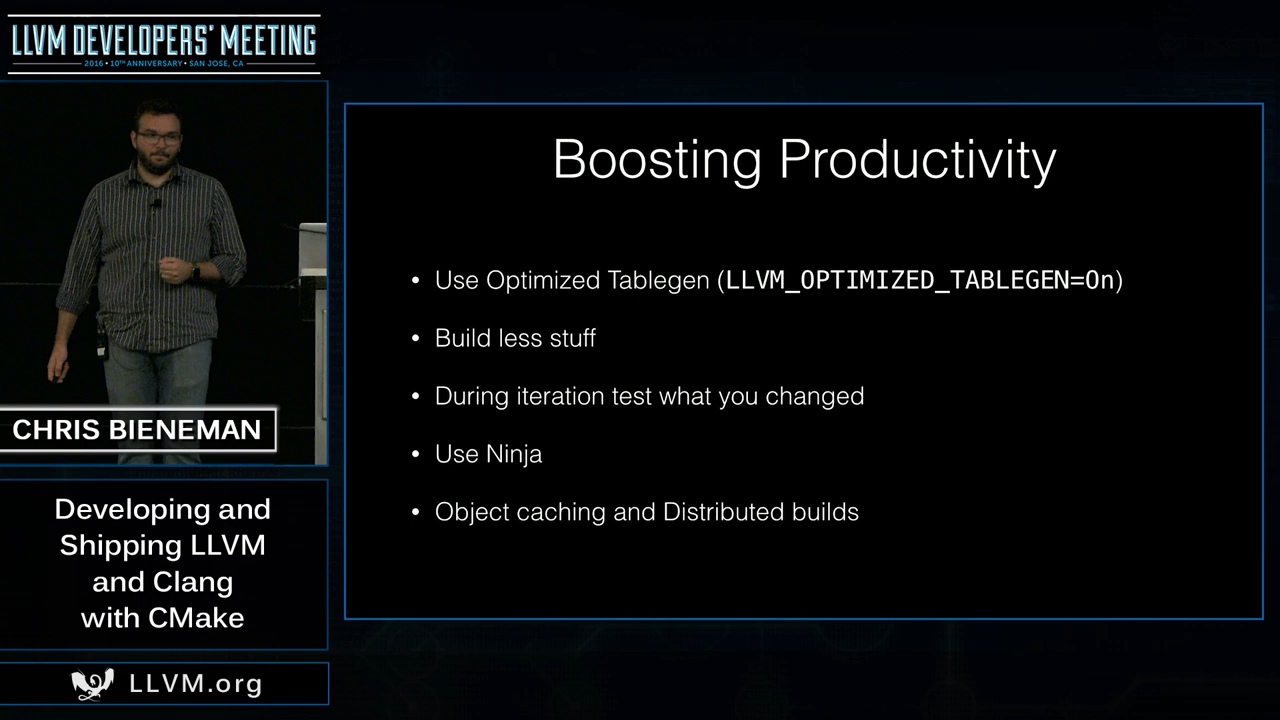 LLVM DEVELOPERS' MEETING
2016 • 10TH ANNIVERSARY • SAN JOSE, CA
CHRIS BIENEMAN
Developing and
Shipping LLVM
and Clang
with CMake
LLVM.org
Boosting Productivity
• Use Optimized Tablegen (LLVM_OPTIMIZED_TABLEGEN=On)
• Build less stuff
• During iteration test what you changed
• Use Ninja
• Object caching and Distributed builds